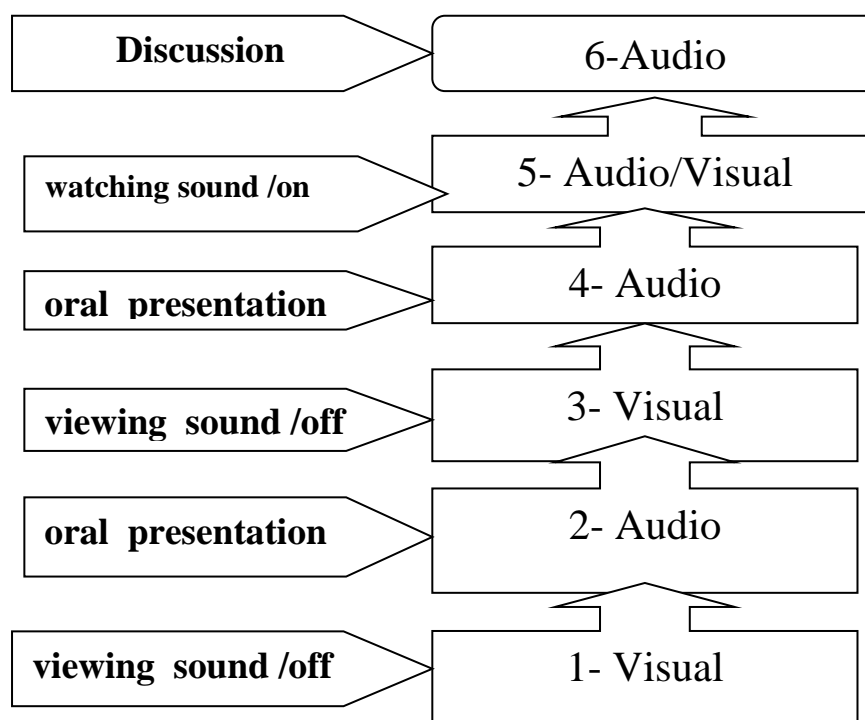 Discussion
6-Audio
watching sound /on
5- Audio/Visual
oral presentation
4- Audio
viewing sound /off
3- Visual
oral presentation
2- Audio
viewing sound /off
1- Visual